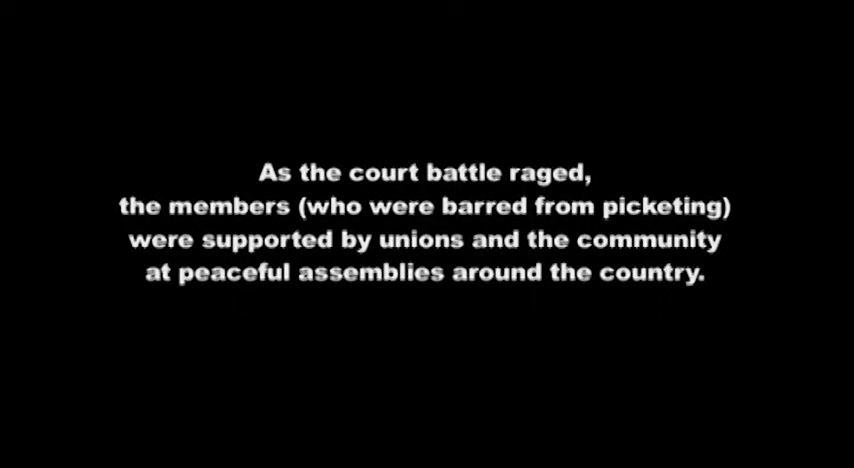 As the court battle raged,
the members (who were barred from picketing)
were supported by unions and the community
at peaceful assemblies around the country.